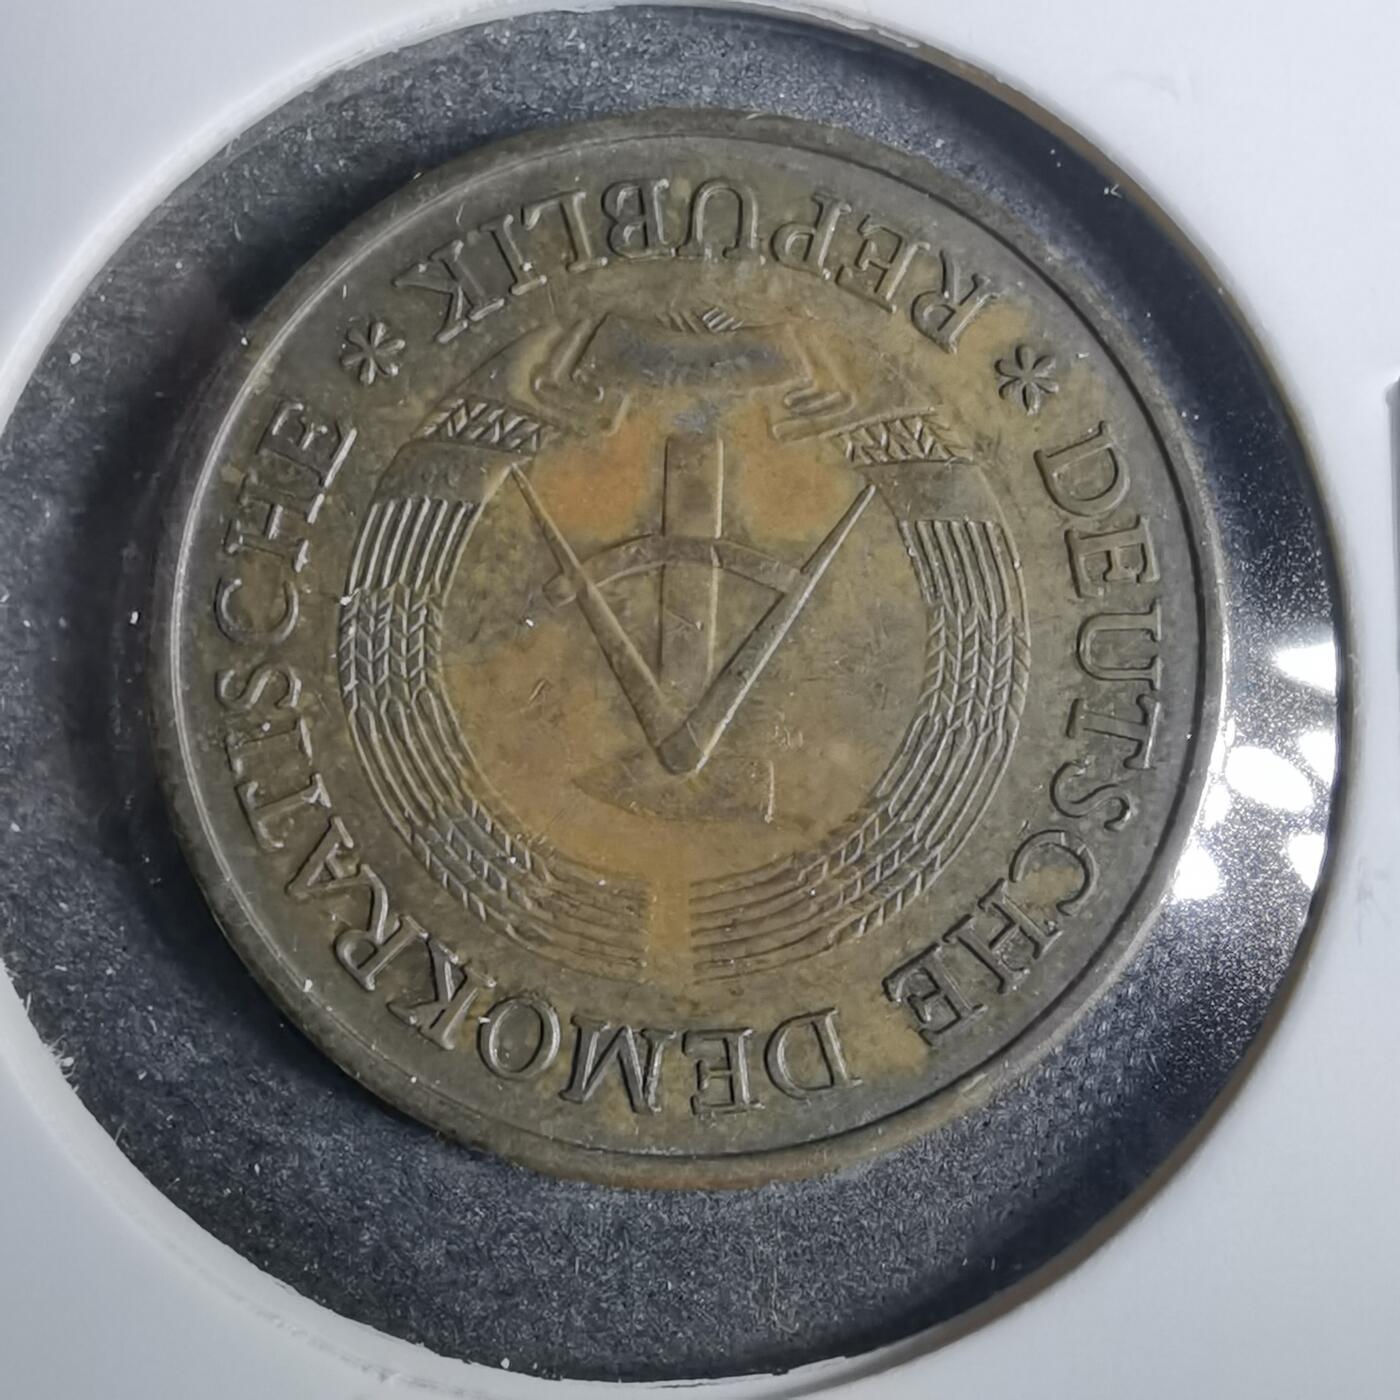 * DEUTSCHE DEMOKRATISCHE *
REPUBLIK